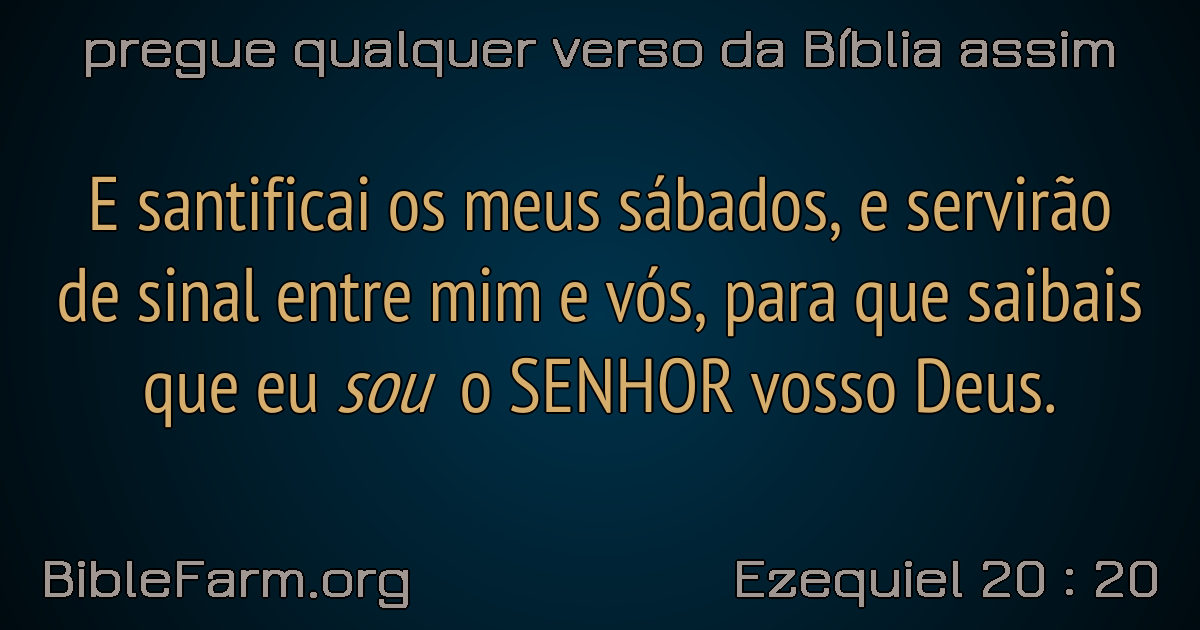 pregue qualquer verso da Bíblia assim
E santificai os meus sábados, e servirão
de sinal entre mim e vós, para que saibais
que eu sou o SENHOR vosso Deus.
BibleFarm.org
Ezequiel 20 : 20